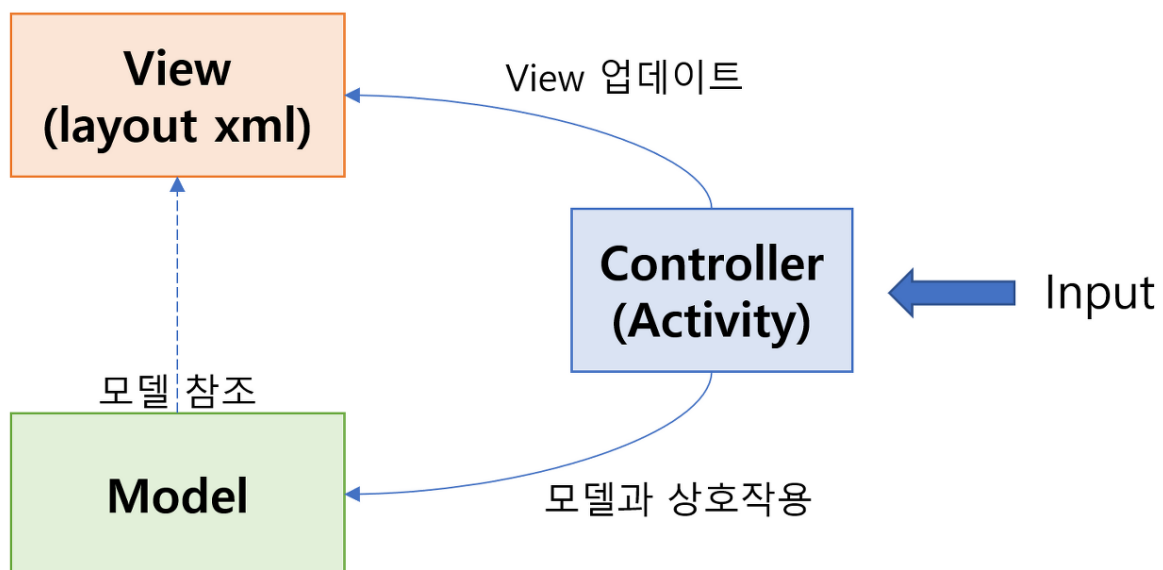 View
(layout xml)
View 업데이트
Controller
(Activity)
Input
모델 참조
Model
모델과 상호작용